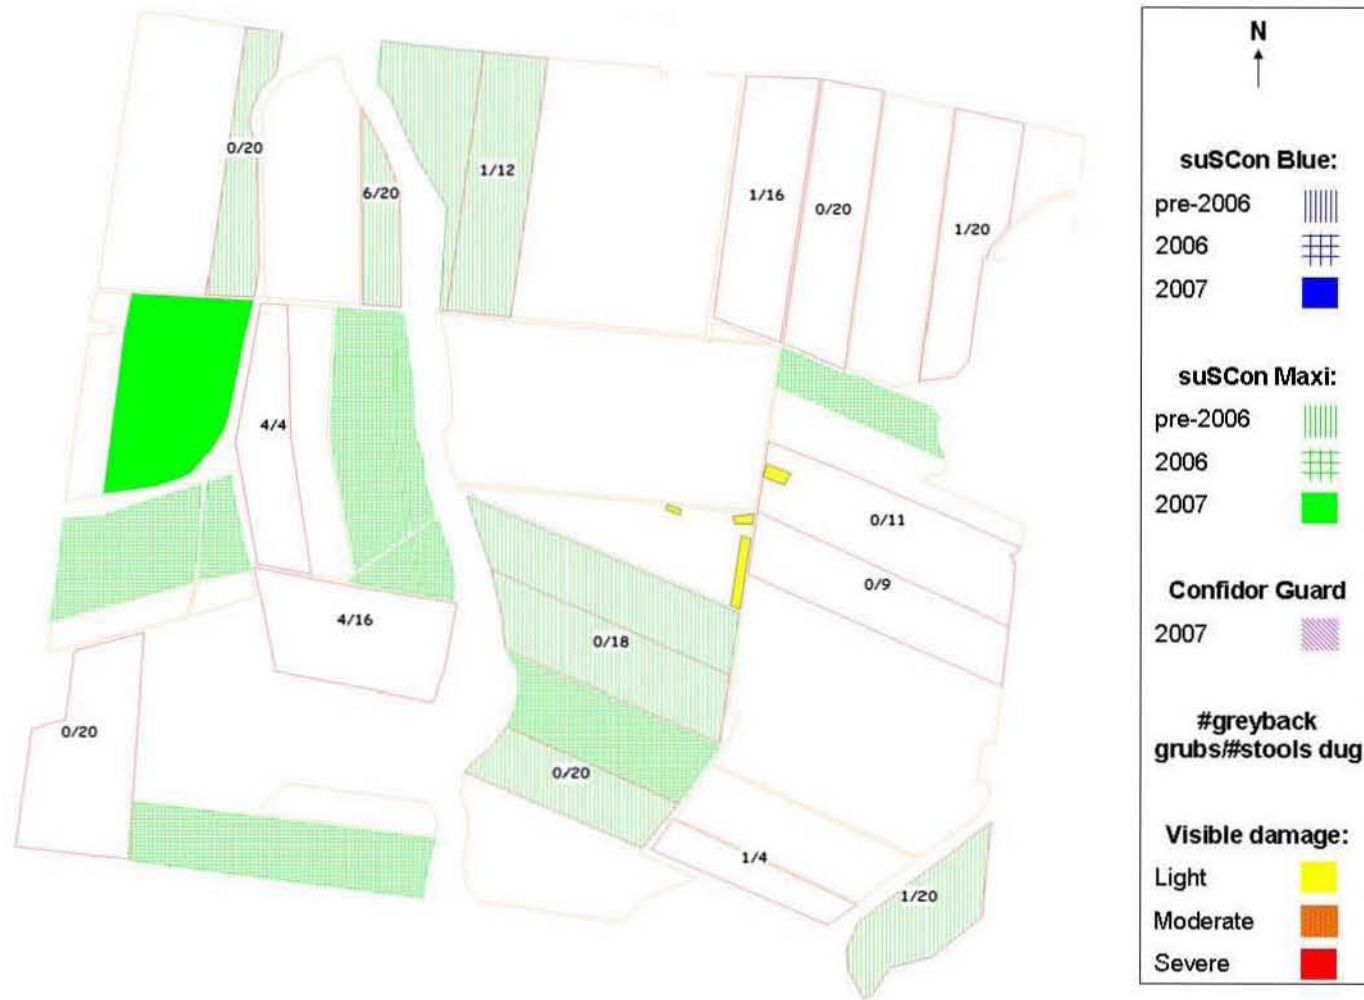 0/20
6/20
1/12
1/16
0/20
1/20
4/4
0/11
0/9
4/16
0/18
0/20
0/20
1/4
1/20
N
suSCon Blue:
pre-2006
2006
2007
suSCon Maxi:
pre-2006
2006
2007
Confidor Guard
2007
#greyback
grubs/#stools dug
Visible damage:
Light
Moderate
Severe